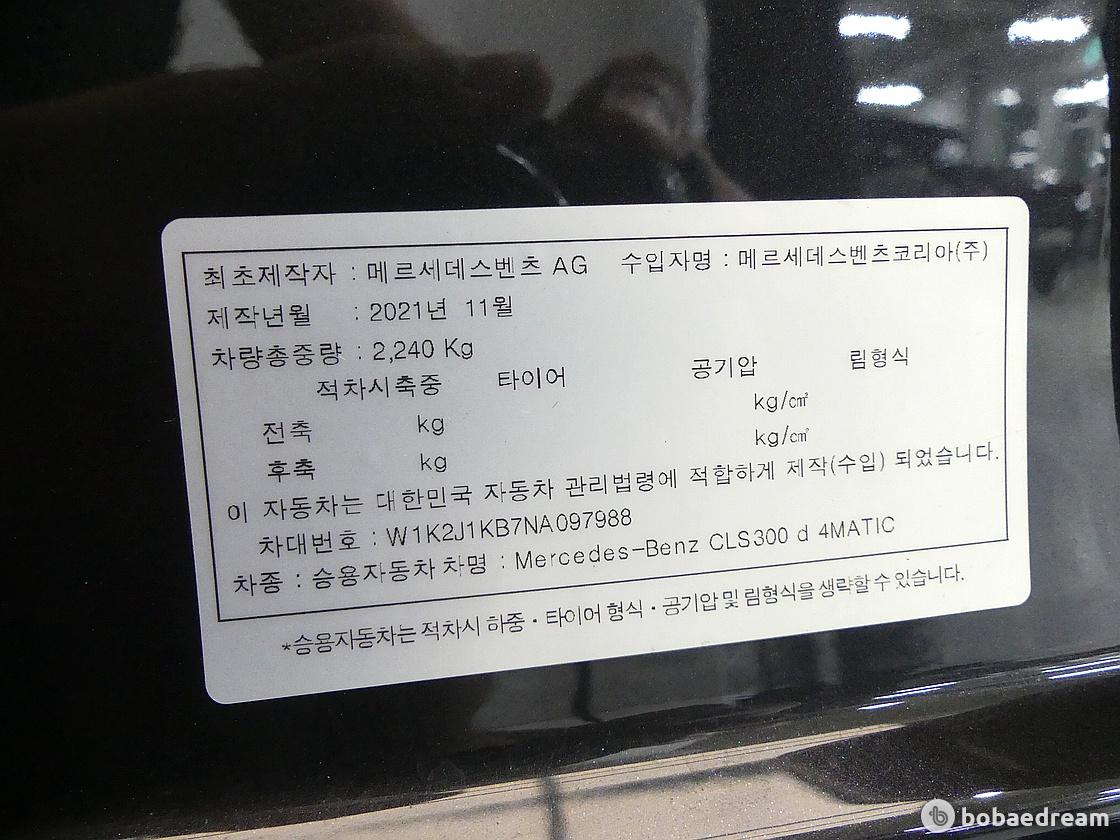 최초제작자 : 메르세데스벤츠 AG 수입자명 : 메르세데스벤츠코리아(주)
제작년월 : 2021년 11월
차량총중량 : 2,240 Kg
적차시축중 타이어 공기압 림형식
전축 kg kg/㎠
후축 kg kg/㎠
이 자동차는 대한민국 자동차 관리법령에 적합하게 제작(수입) 되었습니다.
차대번호 : W1K2J1KB7NA097988
차종 : 승용자동차 차명 : Mercedes-Benz CLS300 d 4MATIC
*승용자동차는 적차시 하중·타이어 형식·공기압 및 림형식을 생략할 수 있습니다.
bobaedream